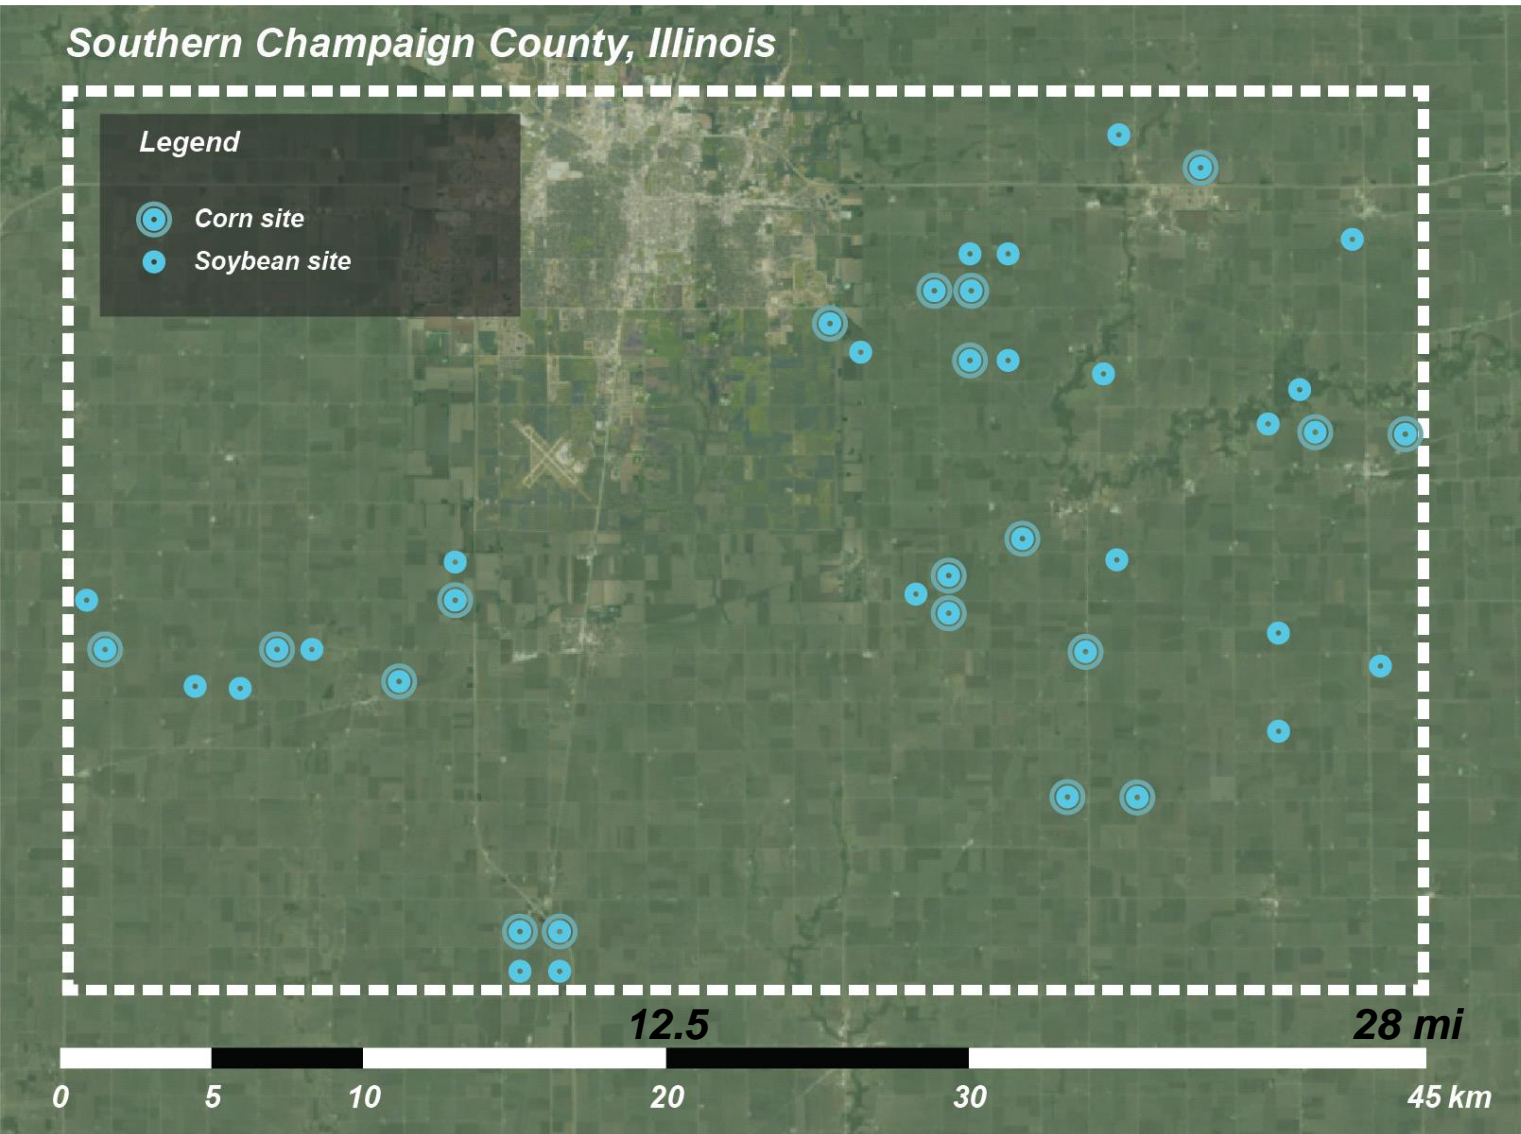 Southern Champaign County, Illinois
Legend
Corn site
Soybean site
12.5 28 mi
0 5 10 20 30 45 km